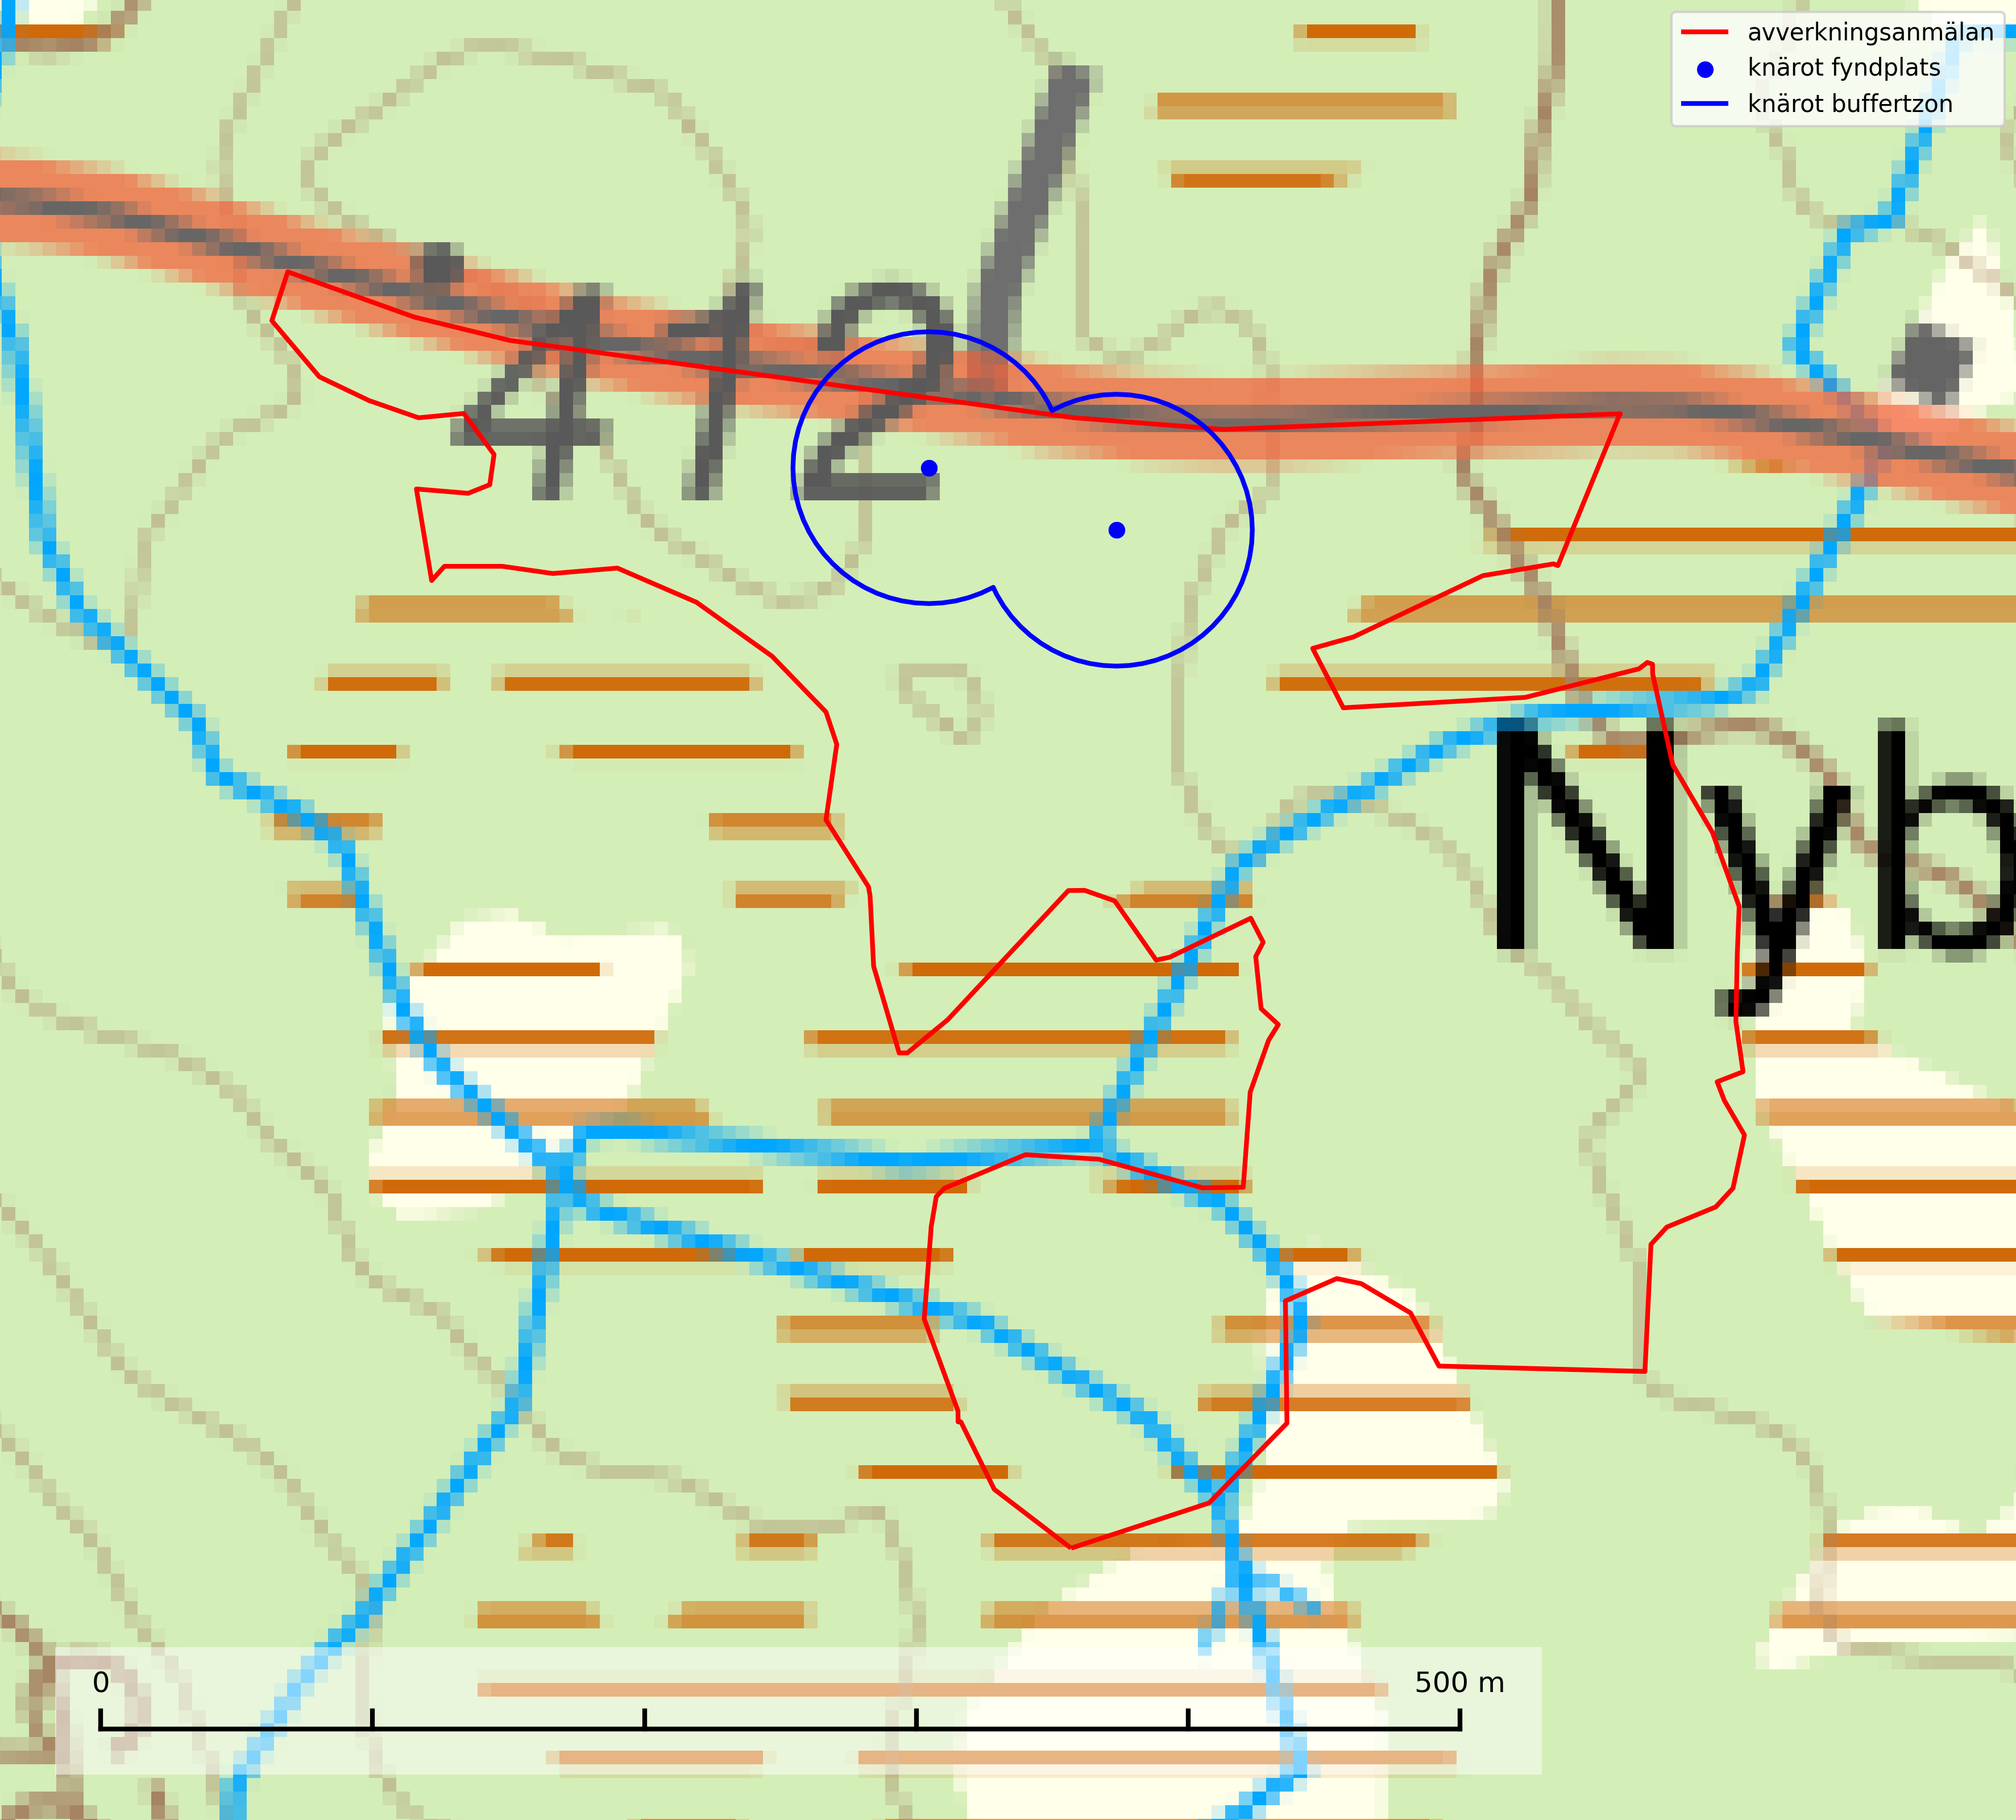 avverkningsanmälan
knärot fyndplats
knärot buffertzon
412
Nyb
0 500 m